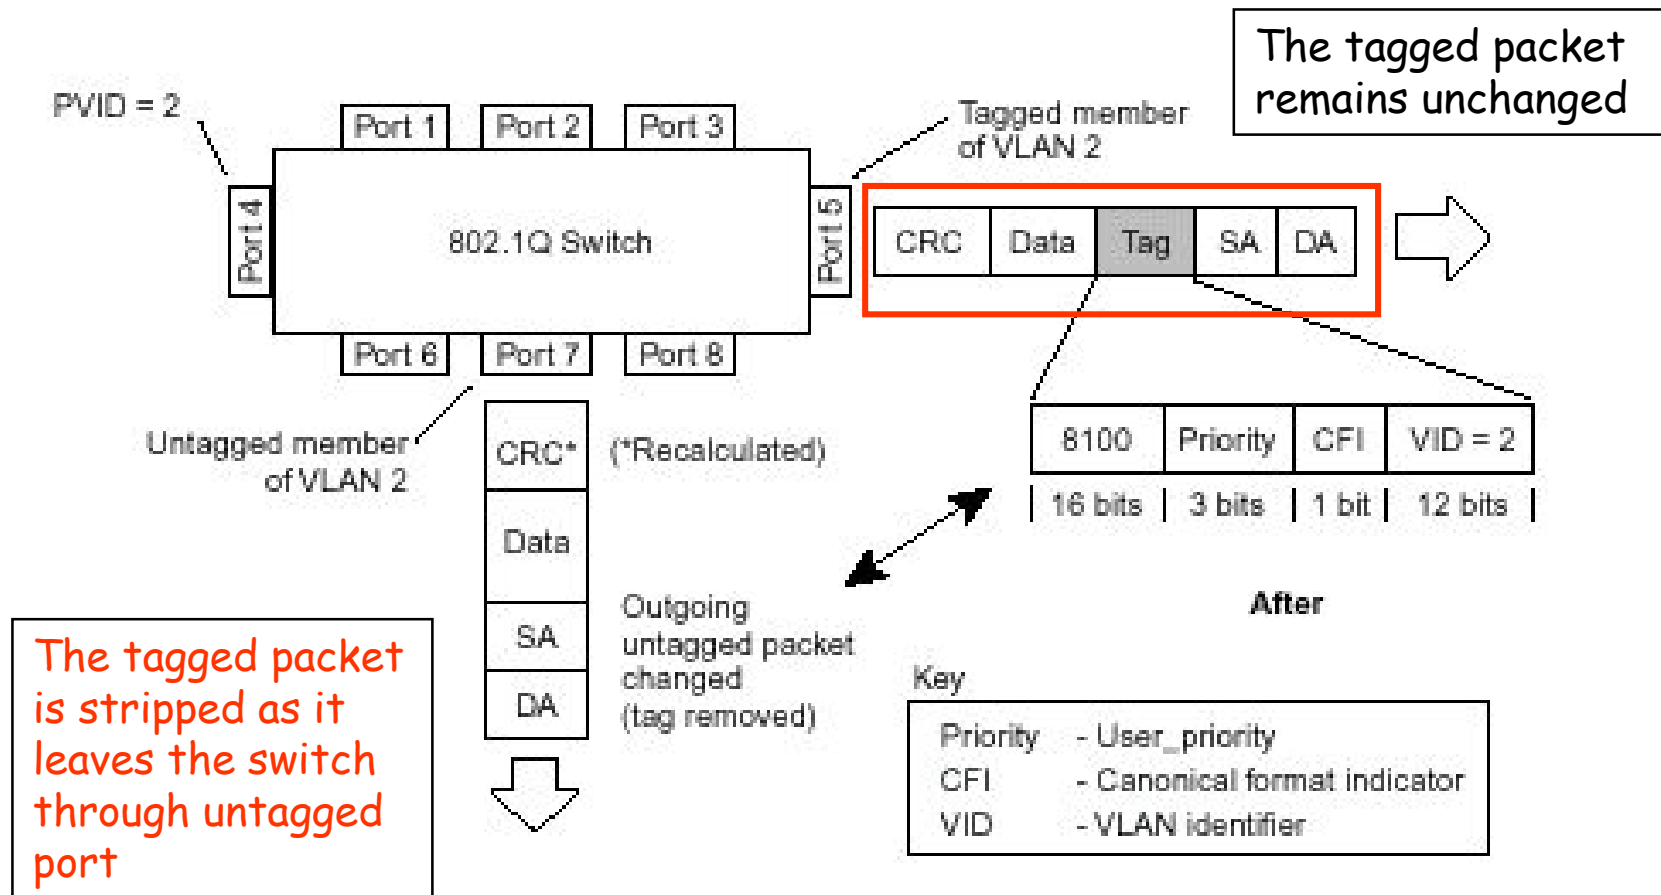 The tagged packet
remains unchanged
PVID = 2
Port 1
Port 2
Port 3
Tagged member
of VLAN 2
Port 4
802.1Q Switch
Port 5
CRC
Data
Tag
SA
DA
Port 6
Port 7
Port 8
Untagged member
of VLAN 2
CRC*
(*Recalculated)
8100
Priority
CFI
VID = 2
16 bits
3 bits
1 bit
12 bits
Data
SA
DA
Outgoing
untagged packet
changed
(tag removed)
After
The tagged packet
is stripped as it
leaves the switch
through untagged
port
Key
Priority - User_priority
CFI - Canonical format indicator
VID - VLAN identifier